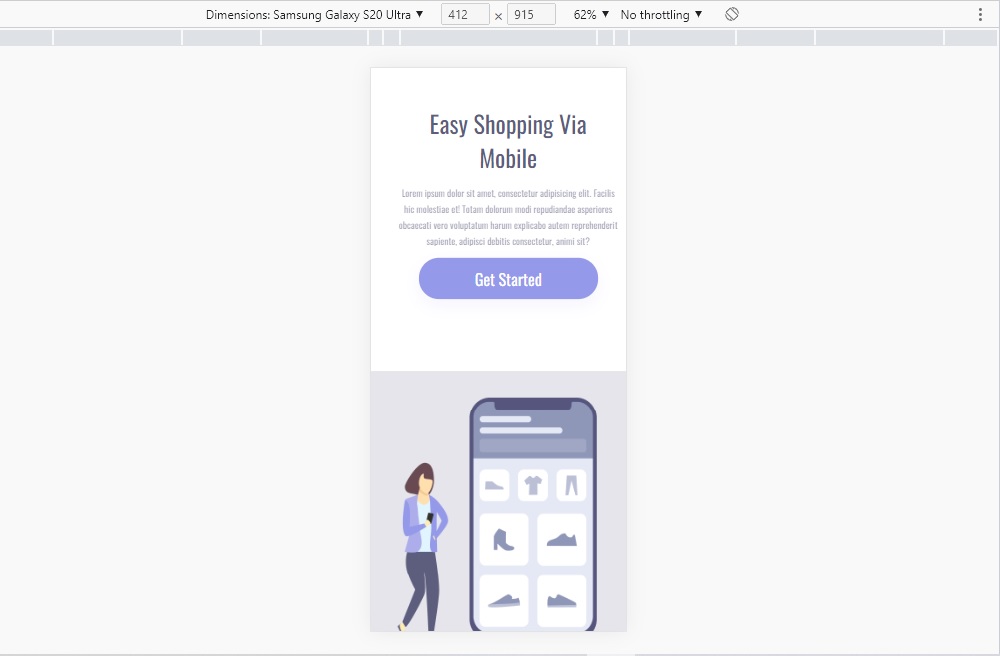 Dimensions: Samsung Galaxy S20 Ultra ▼ 412 × 915 62% ▼ No throttling ▼
Easy Shopping Via
Mobile
Lorem ipsum dolor sit amet, consectetur adipisicing elit. Facilis
hic molestiae et! Totam dolorum modi repudiandae asperiores
obcaecati vero voluptatum harum explicabo autem reprehenderit
sapiente, adipisci debitis consectetur, animi sit?
Get Started